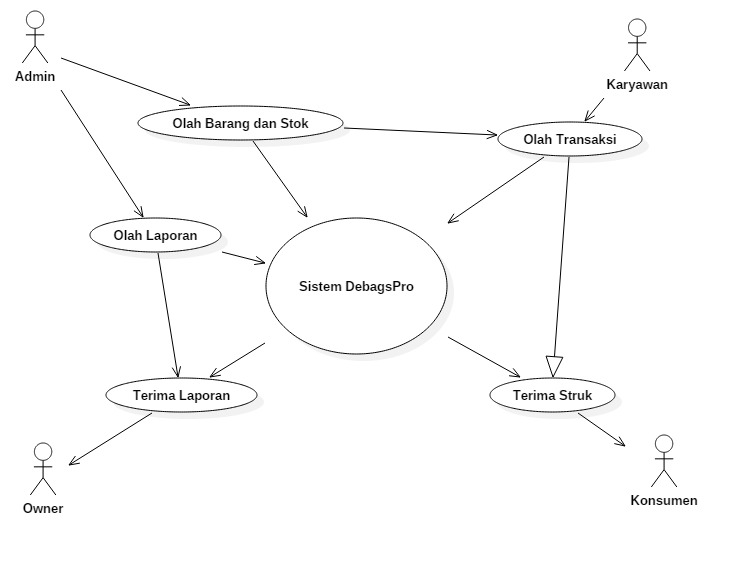 Admin
Karyawan
Olah Barang dan Stok
Olah Transaksi
Olah Laporan
Sistem DebagsPro
Terima Laporan
Terima Struk
Owner
Konsumen